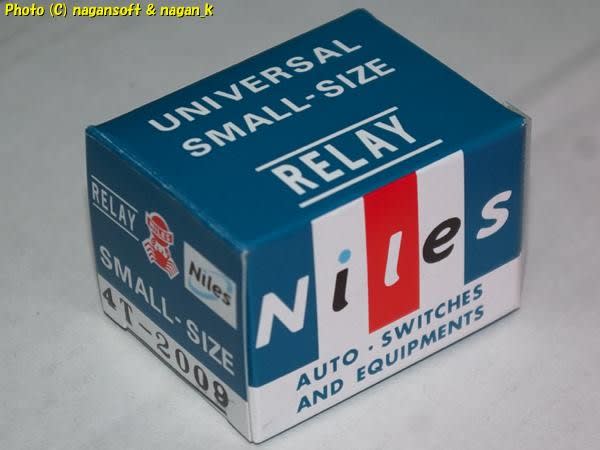 Photo (C) nagansoft & nagan_k
UNIVERSAL
SMALL-SIZE
RELAY
Niles
AUTO · SWITCHES
AND EQUIPMENTS
RELAY
Niles
SMALL-SIZE
4T-2009